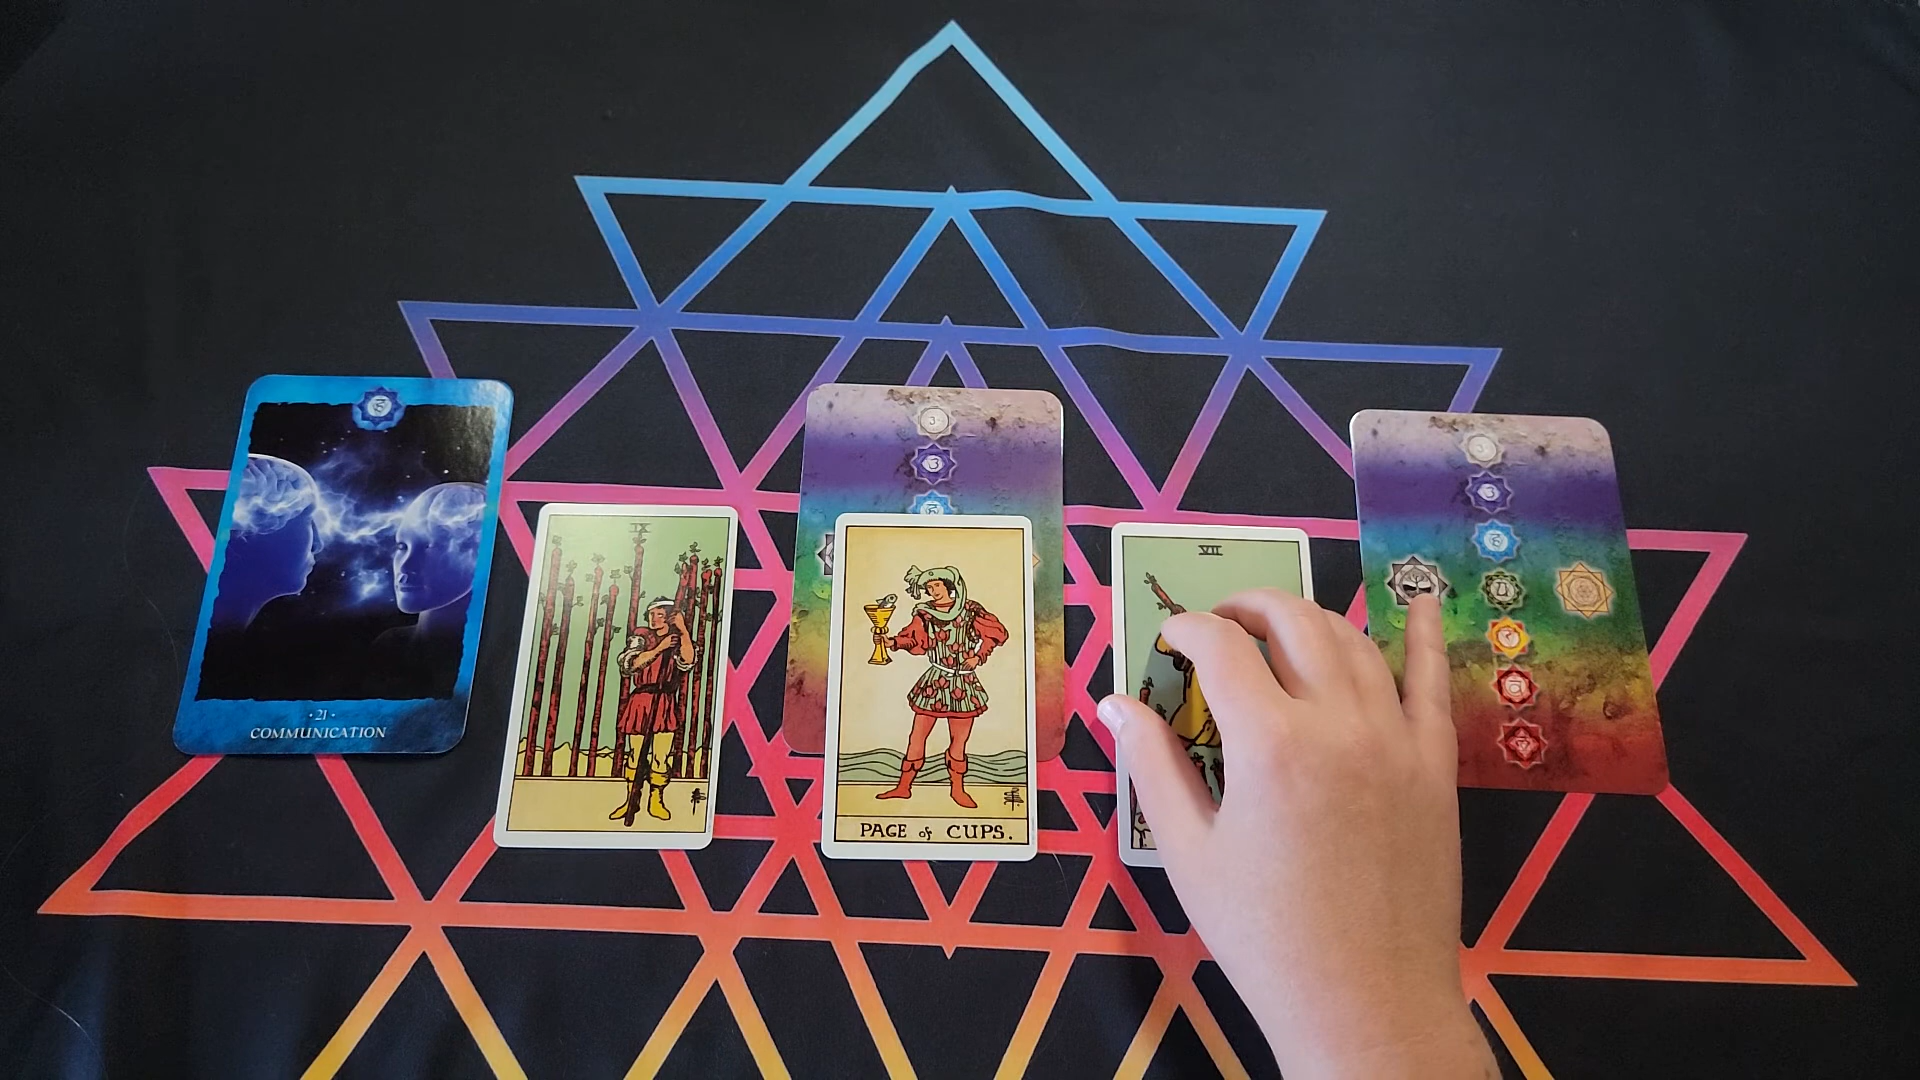 · 21 ·
COMMUNICATION
IX
PAGE of CUPS.
VII